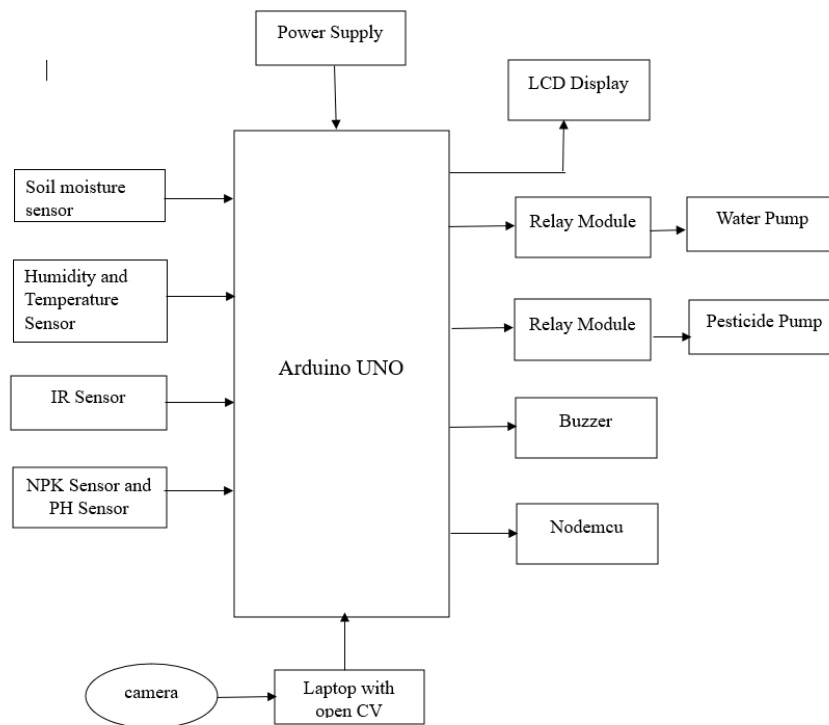 Power Supply
LCD Display
Soil moisture
sensor
Relay Module
Water Pump
Humidity and
Temperature
Sensor
Relay Module
Pesticide Pump
Arduino UNO
IR Sensor
Buzzer
NPK Sensor and
PH Sensor
Nodemcu
camera
Laptop with
open CV